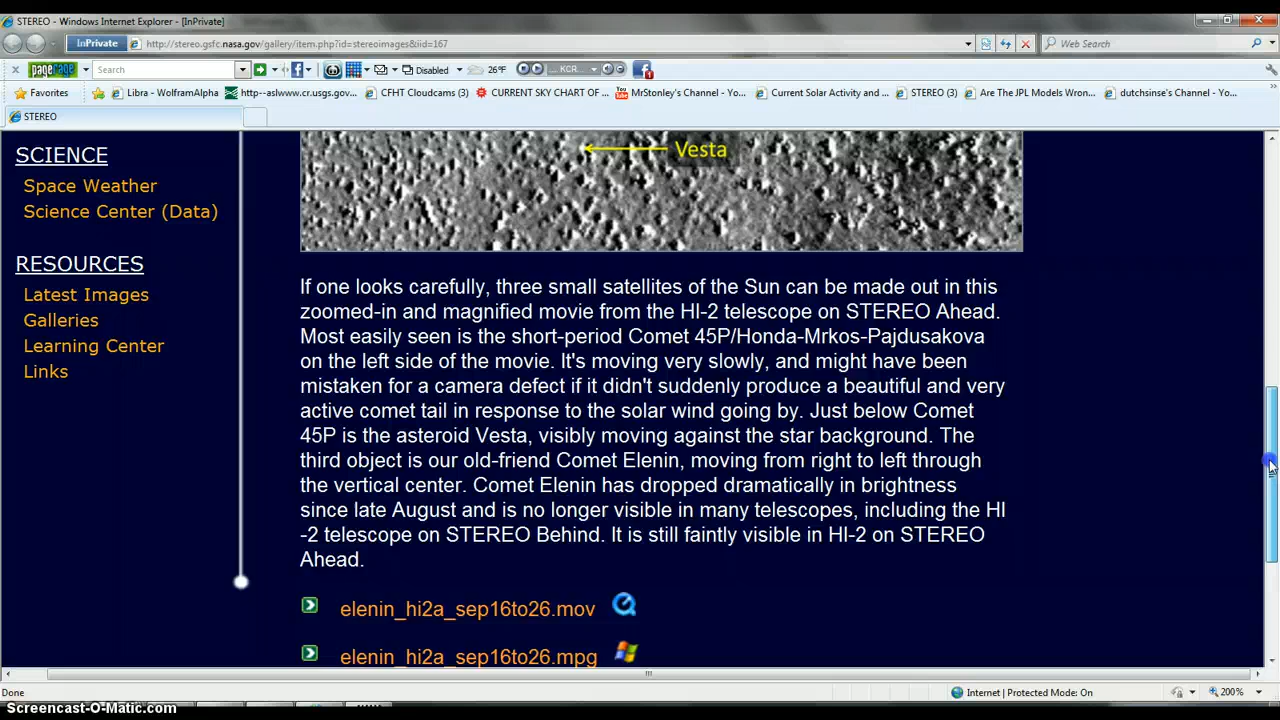 STEREO - Windows Internet Explorer - [InPrivate]
InPrivate http://stereo.gsfc.nasa.gov/gallery/item.php?id=stereoimages&iid=167 Web Search
pagerage Search Disabled 26°F KCR... 1
Favorites Libra - WolframAlpha http--aslwww.cr.usgs.gov... CFHT Cloudcams (3) CURRENT SKY CHART OF ... MrStonley's Channel - Yo... Current Solar Activity and ... STEREO (3) Are The JPL Models Wron... dutchsinse's Channel - Yo...
STEREO
Vesta
SCIENCE
Space Weather
Science Center (Data)
RESOURCES
Latest Images
Galleries
Learning Center
Links
If one looks carefully, three small satellites of the Sun can be made out in this
zoomed-in and magnified movie from the HI-2 telescope on STEREO Ahead.
Most easily seen is the short-period Comet 45P/Honda-Mrkos-Pajdusakova
on the left side of the movie. It's moving very slowly, and might have been
mistaken for a camera defect if it didn't suddenly produce a beautiful and very
active comet tail in response to the solar wind going by. Just below Comet
45P is the asteroid Vesta, visibly moving against the star background. The
third object is our old-friend Comet Elenin, moving from right to left through
the vertical center. Comet Elenin has dropped dramatically in brightness
since late August and is no longer visible in many telescopes, including the HI
-2 telescope on STEREO Behind. It is still faintly visible in HI-2 on STEREO
Ahead.
elenin_hi2a_sep16to26.mov
elenin_hi2a_sep16to26.mpg
Done Internet | Protected Mode: On 200%
Screencast-O-Matic.com